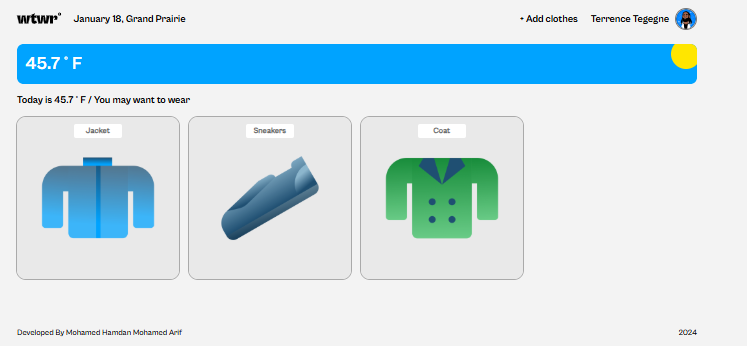 wtwr°
January 18, Grand Prairie
+ Add clothes
Terrence Tegegne
45.7 ° F
Today is 45.7 ° F / You may want to wear
Jacket
Sneakers
Coat
Developed By Mohamed Hamdan Mohamed Arif
2024